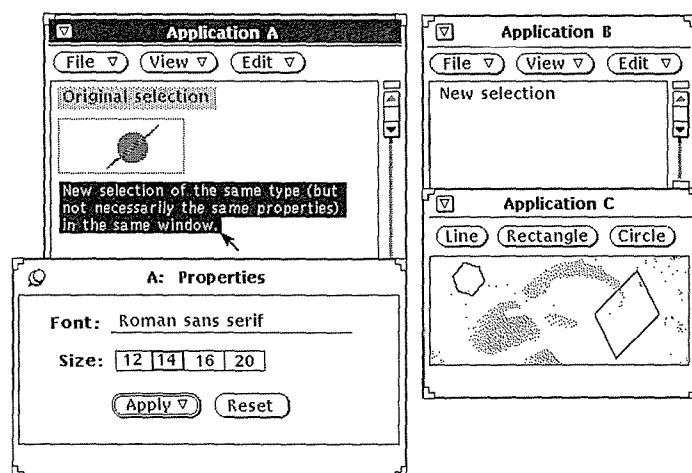 Application A
File View Edit
Original selection
New selection of the same type (but
not necessarily the same properties)
in the same window.
A: Properties
Font: Roman sans serif
Size: 12 14 16 20
Apply Reset
Application B
File View Edit
New selection
Application C
Line Rectangle Circle